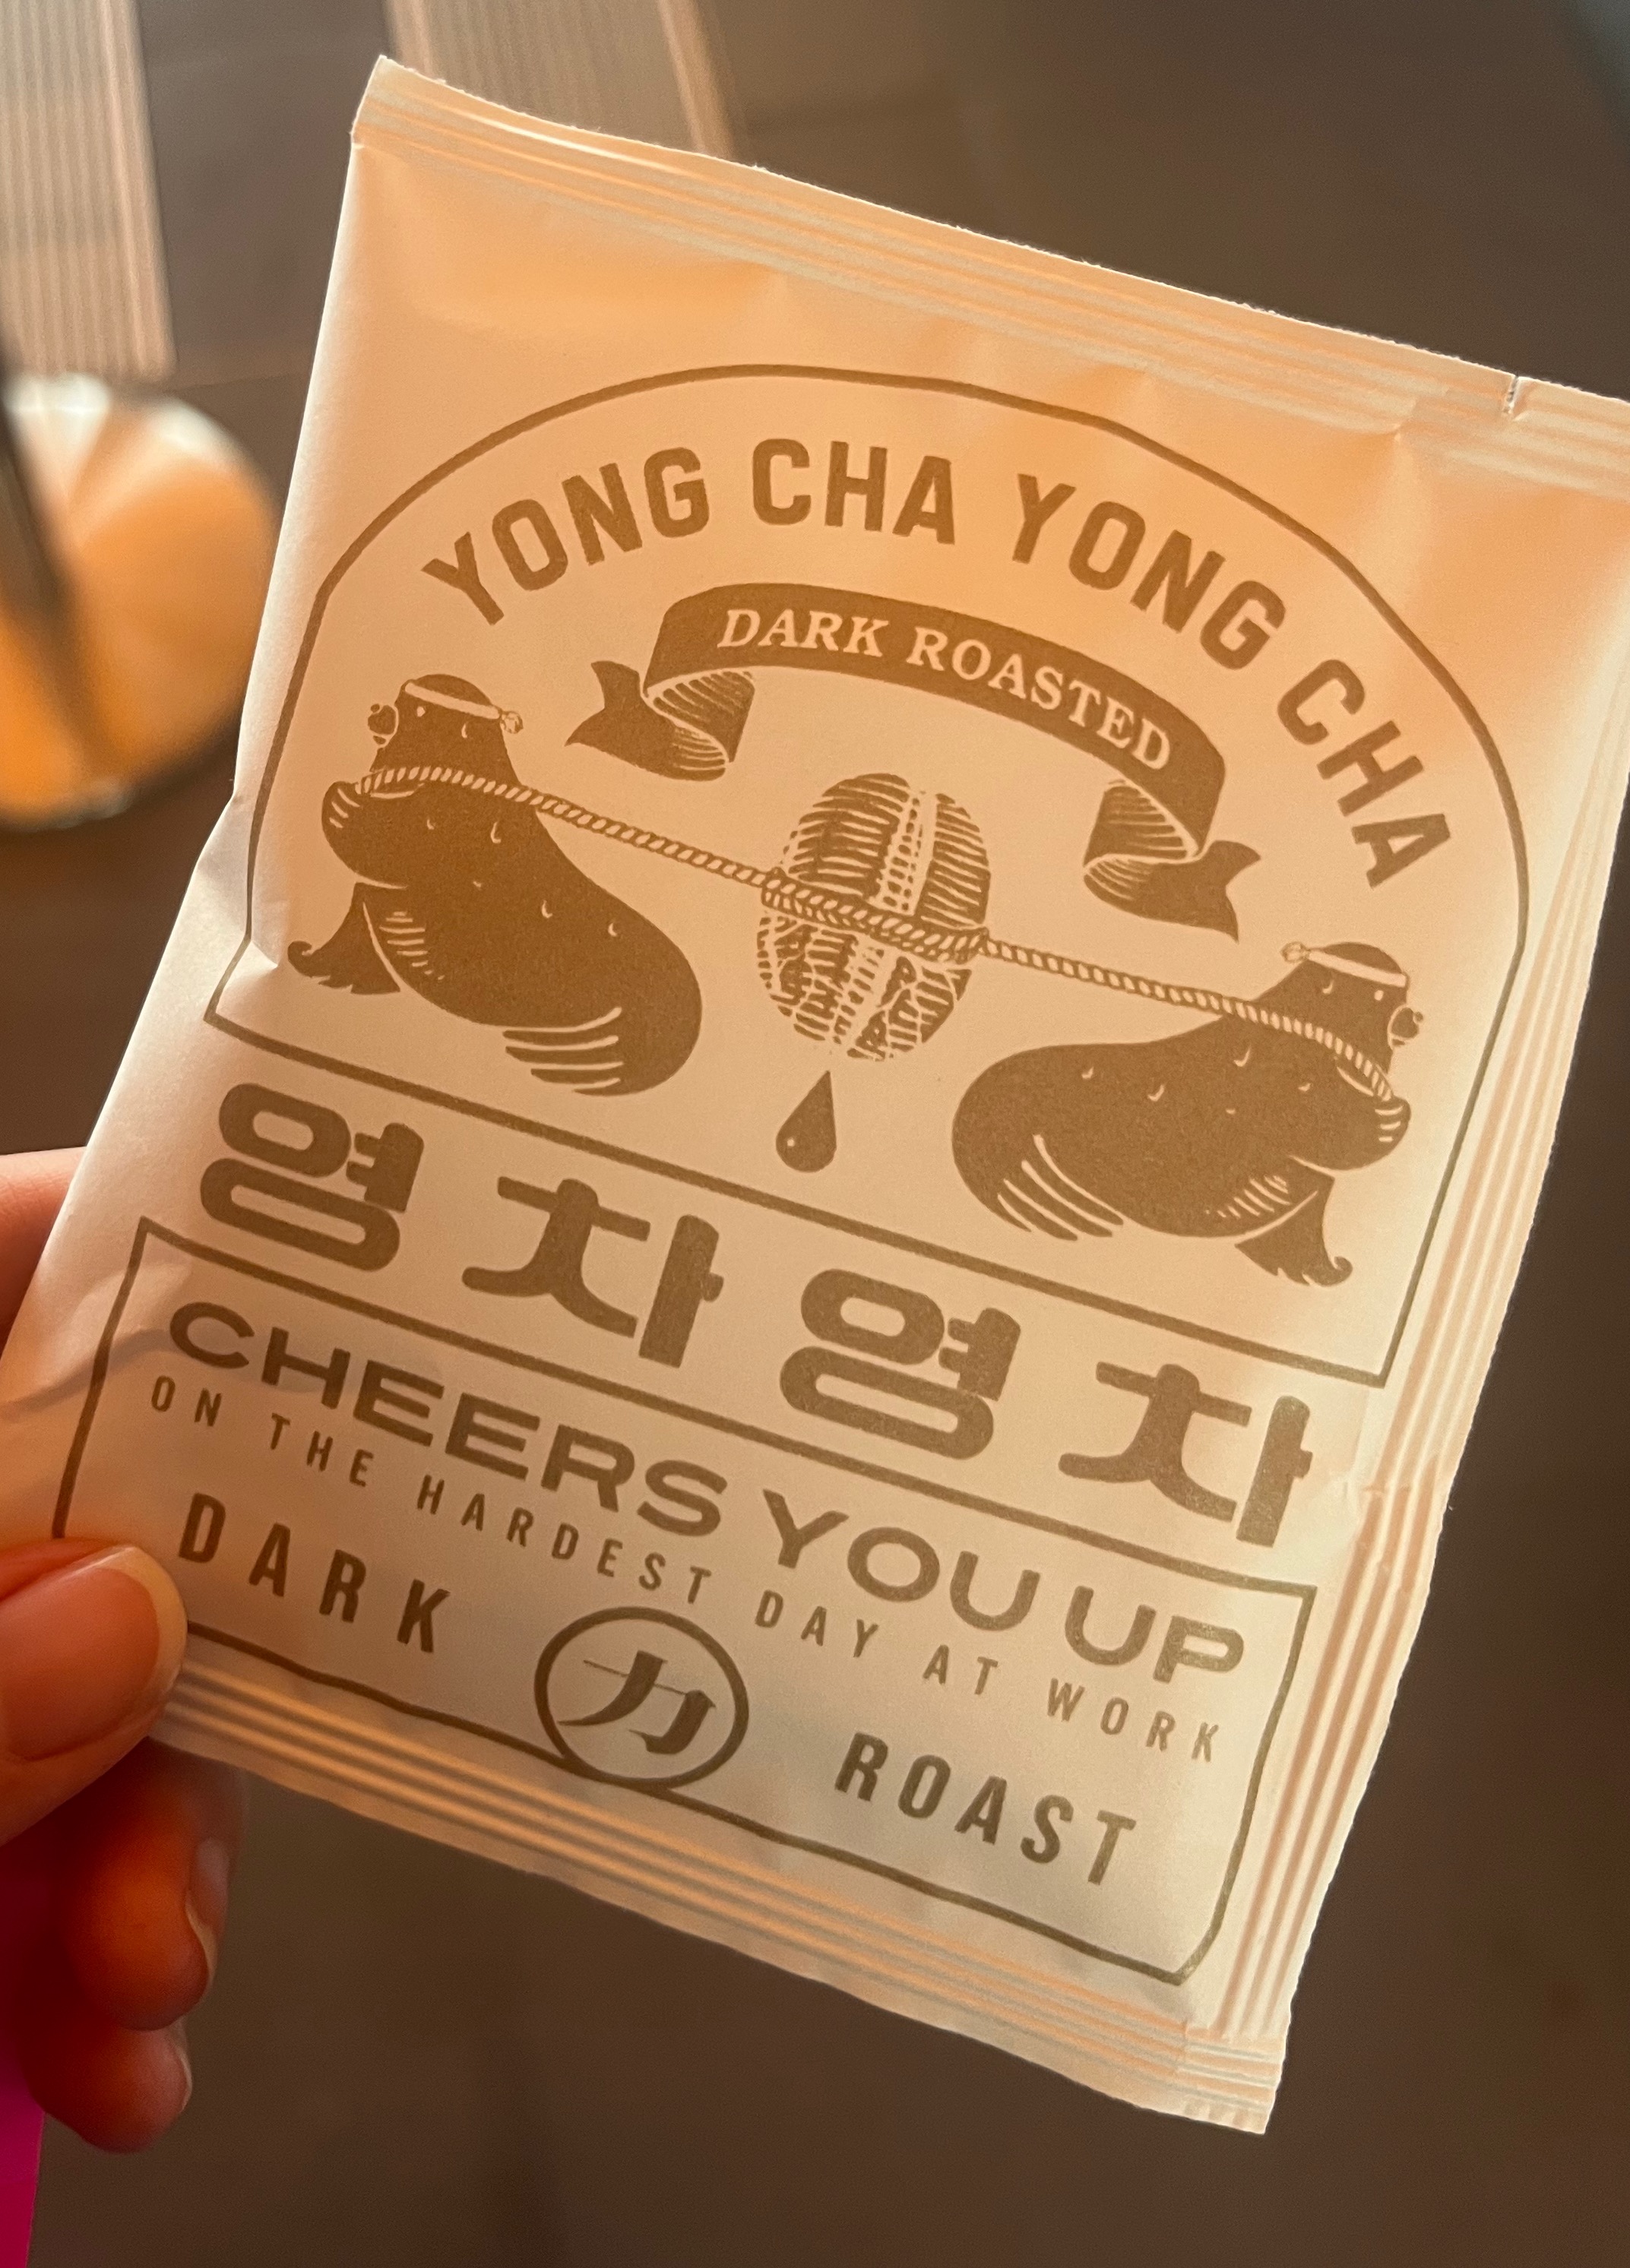 YONG CHA YONG CHA
DARK ROASTED
영차영차
CHEERS YOU UP
ON THE HARDEST DAY AT WORK
DARK 力 ROAST